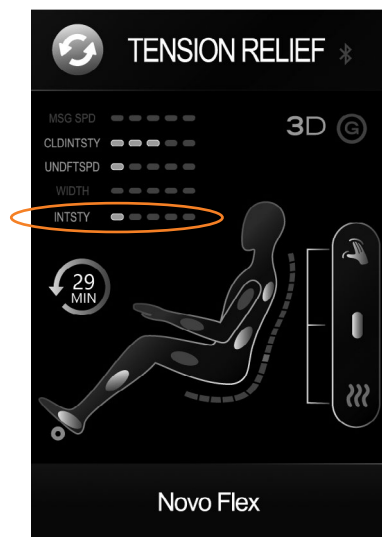 TENSION RELIEF
MSG SPD
3D G
CLDINTSTY
UNDFTSPD
WIDTH
INTSTY
29
MIN
Novo Flex